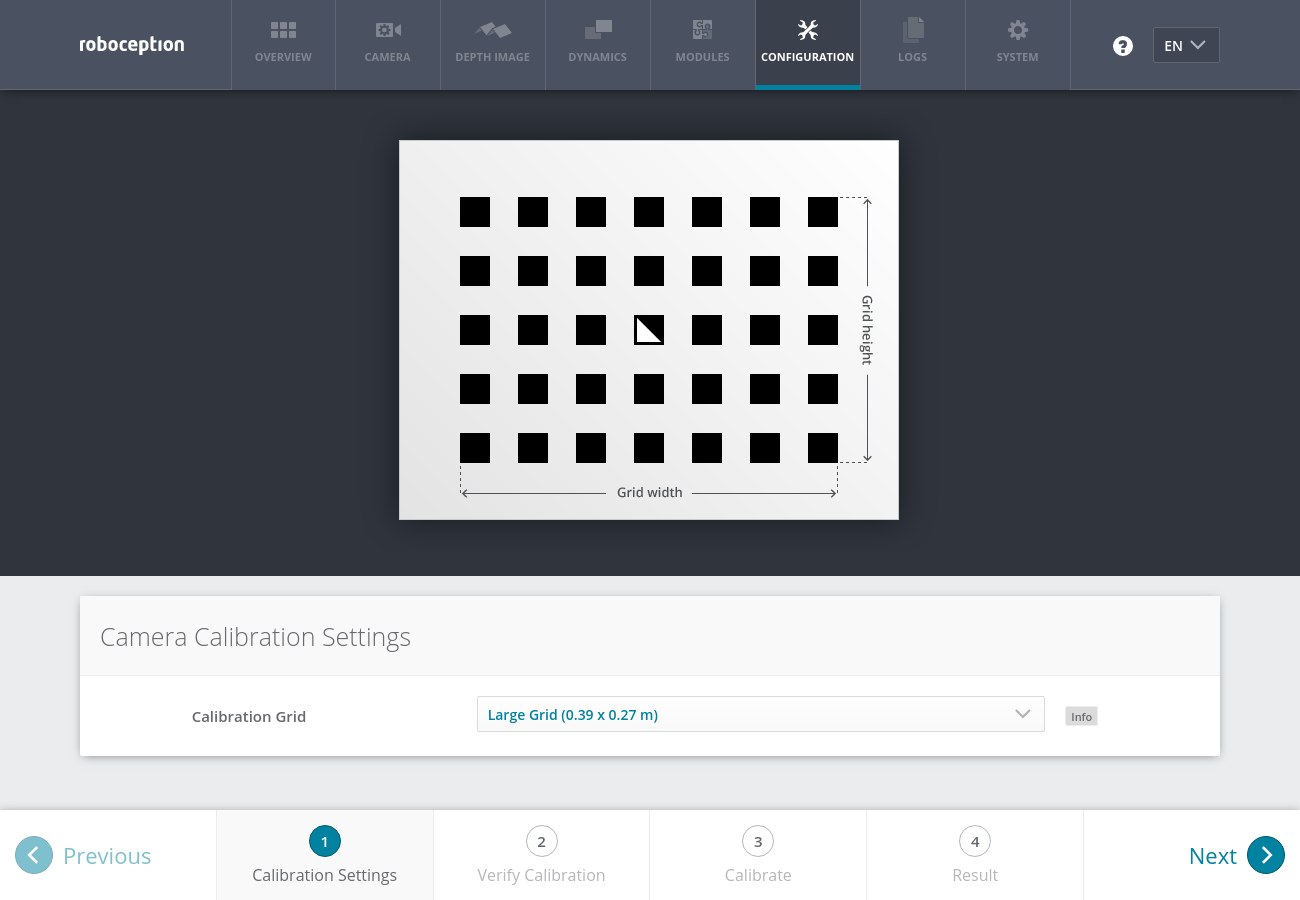 roboception
OVERVIEW
CAMERA
DEPTH IMAGE
DYNAMICS
MODULES
CONFIGURATION
LOGS
SYSTEM
?
EN
Grid height
Grid width
Camera Calibration Settings
Calibration Grid
Large Grid (0.39 x 0.27 m)
Info
Previous
1
Calibration Settings
2
Verify Calibration
3
Calibrate
4
Result
Next